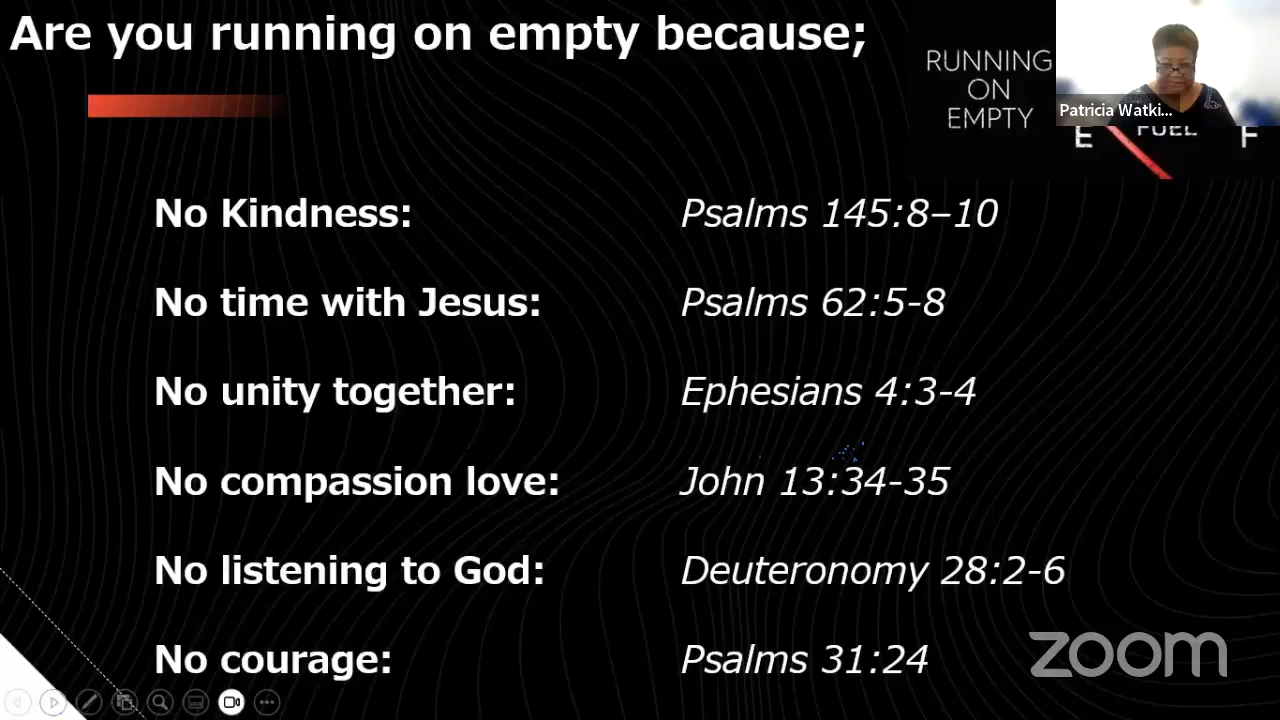 Are you running on empty because;
RUNNING
ON
EMPTY
Patricia Watki...
E FUEL F
No Kindness: Psalms 145:8–10
No time with Jesus: Psalms 62:5-8
No unity together: Ephesians 4:3-4
No compassion love: John 13:34-35
No listening to God: Deuteronomy 28:2-6
No courage: Psalms 31:24
zoom